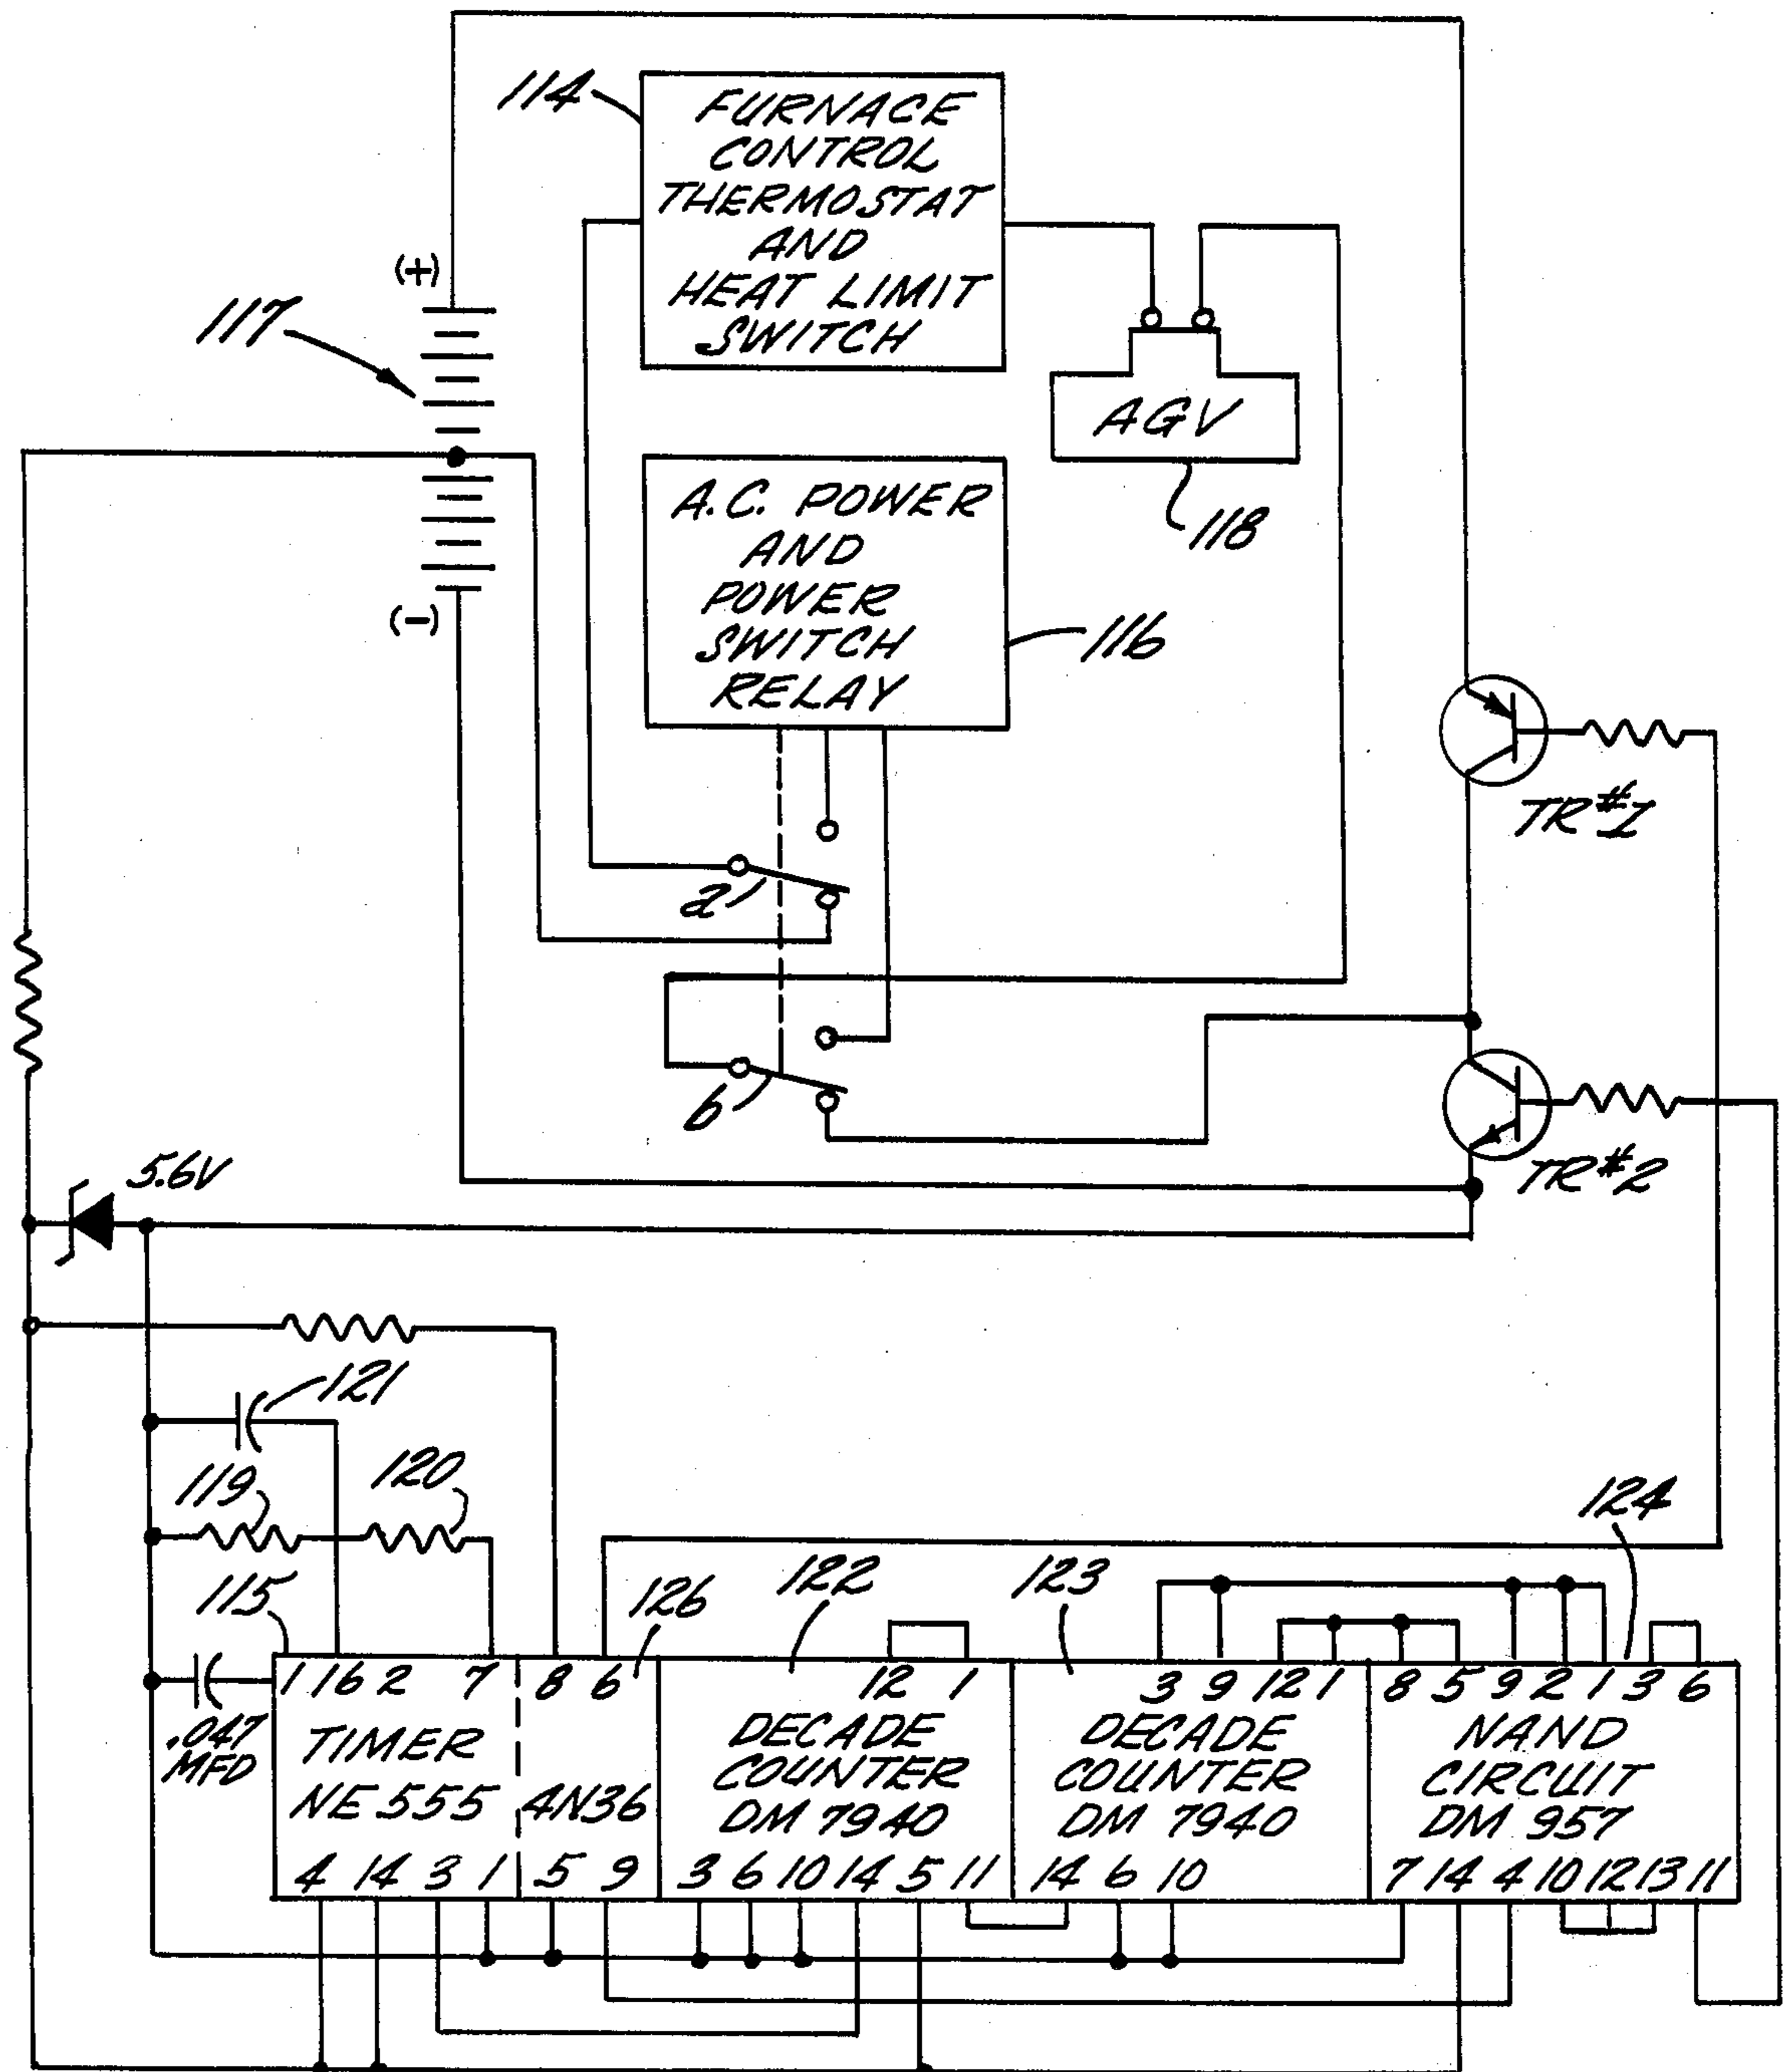 114
FURNACE
CONTROL
THERMOSTAT
AND
HEAT LIMIT
SWITCH
(+)
117
AGV
118
A.C. POWER
AND
POWER
SWITCH
RELAY
116
(-)
TR#1
a
b
TR#2
5.6V
121
119
120
124
115
126
122
123
1 16 2 7 8 6 12 1 3 9 12 1 8 5 9 2 1 3 6
.047
MFD
TIMER
NE 555
4N36
DECADE
COUNTER
DM 7940
DECADE
COUNTER
DM 7940
NAND
CIRCUIT
DM 957
4 14 3 1 5 9 3 6 10 14 5 11 14 6 10 7 14 4 10 12 13 11